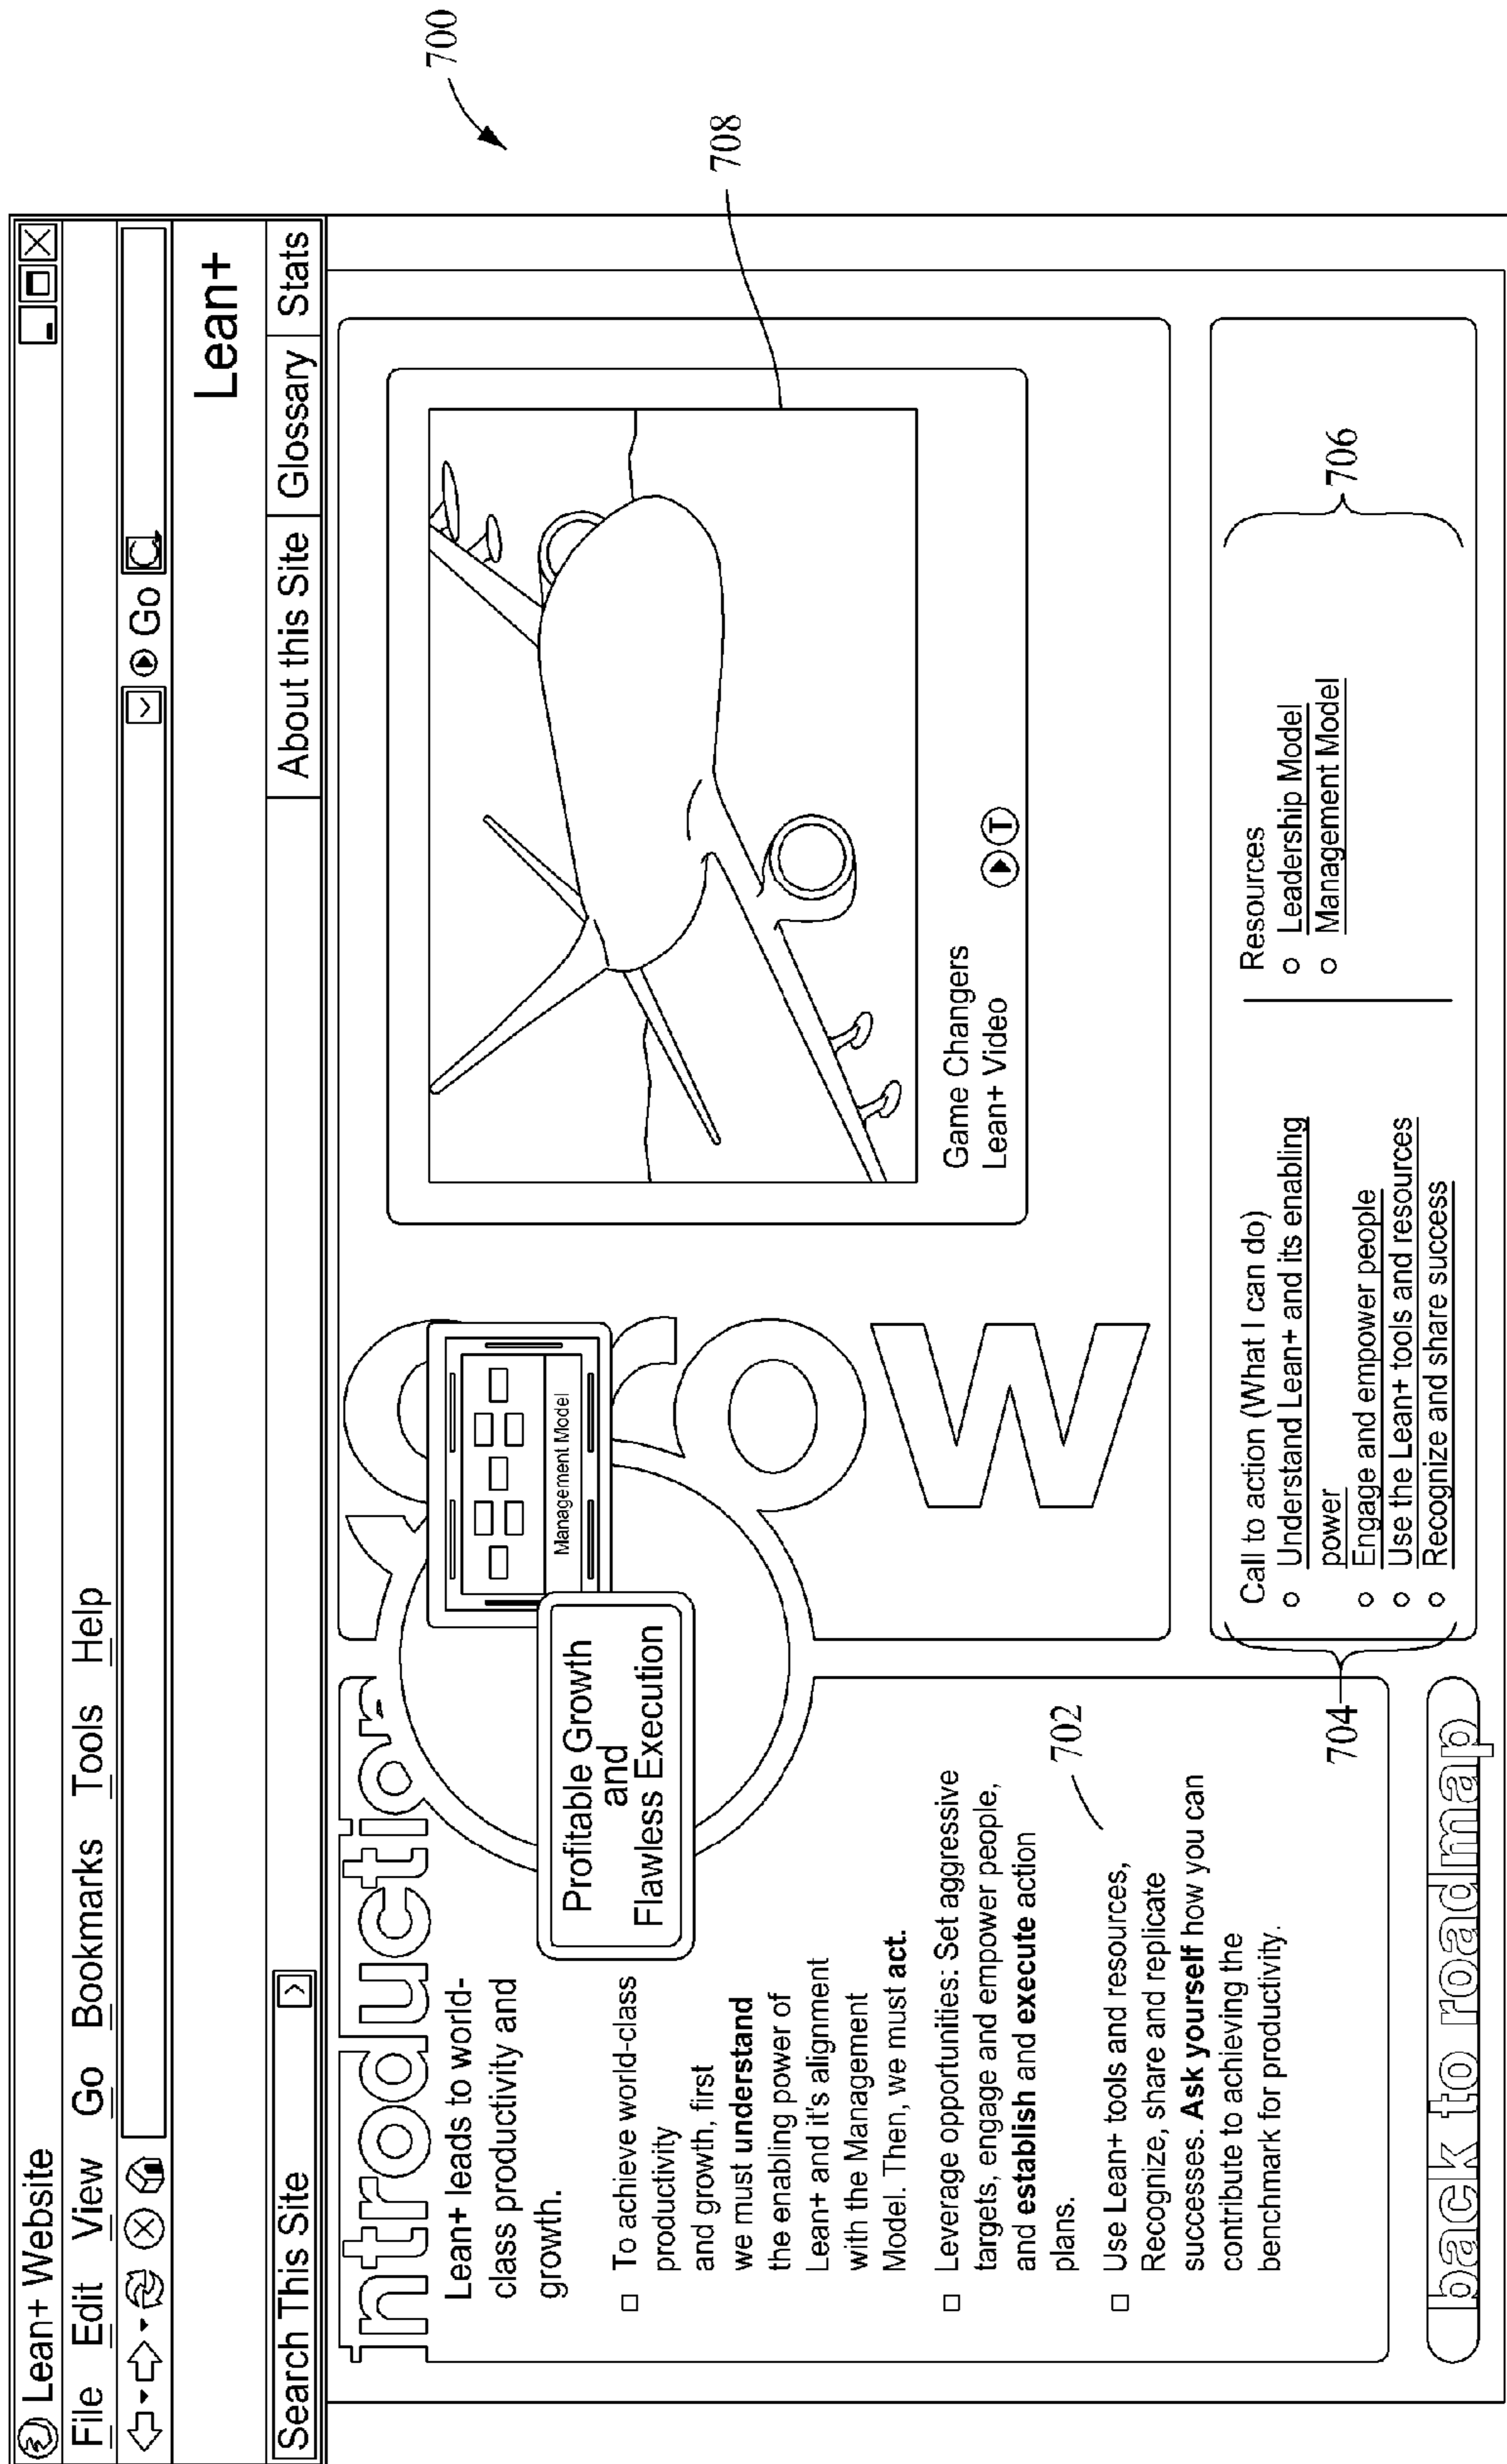 Lean+ Website
File Edit View Go Bookmarks Tools Help
Go
Lean+
Search This Site
About this Site Glossary Stats
introduction
Lean+ leads to world-
class productivity and
growth.
To achieve world-class
productivity
and growth, first
we must understand
the enabling power of
Lean+ and it's alignment
with the Management
Model. Then, we must act.
Leverage opportunities: Set aggressive
targets, engage and empower people,
and establish and execute action
plans.
Use Lean+ tools and resources,
Recognize, share and replicate
successes. Ask yourself how you can
contribute to achieving the
benchmark for productivity.
702
back to roadmap
Profitable Growth
and
Flawless Execution
Management Model
grow
Game Changers
Lean+ Video
T
708
700
704
Call to action (What I can do)
Understand Lean+ and its enabling
power
Engage and empower people
Use the Lean+ tools and resources
Recognize and share success
Resources
Leadership Model
Management Model
706